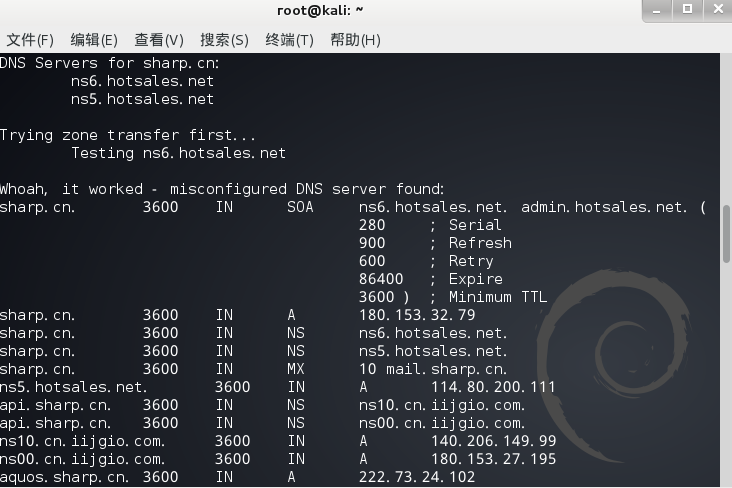 root@kali: ~
文件(F) 编辑(E) 查看(V) 搜索(S) 终端(T) 帮助(H)
DNS Servers for sharp.cn:
ns6.hotsales.net
ns5.hotsales.net
Trying zone transfer first...
Testing ns6.hotsales.net
Whoah, it worked - misconfigured DNS server found:
sharp.cn. 3600 IN SOA ns6.hotsales.net. admin.hotsales.net. (
280 ; Serial
900 ; Refresh
600 ; Retry
86400 ; Expire
3600 ) ; Minimum TTL
sharp.cn. 3600 IN A 180.153.32.79
sharp.cn. 3600 IN NS ns6.hotsales.net.
sharp.cn. 3600 IN NS ns5.hotsales.net.
sharp.cn. 3600 IN MX 10 mail.sharp.cn.
ns5.hotsales.net. 3600 IN A 114.80.200.111
api.sharp.cn. 3600 IN NS ns10.cn.iijgio.com.
api.sharp.cn. 3600 IN NS ns00.cn.iijgio.com.
ns10.cn.iijgio.com. 3600 IN A 140.206.149.99
ns00.cn.iijgio.com. 3600 IN A 180.153.27.195
aquos.sharp.cn. 3600 IN A 222.73.24.102